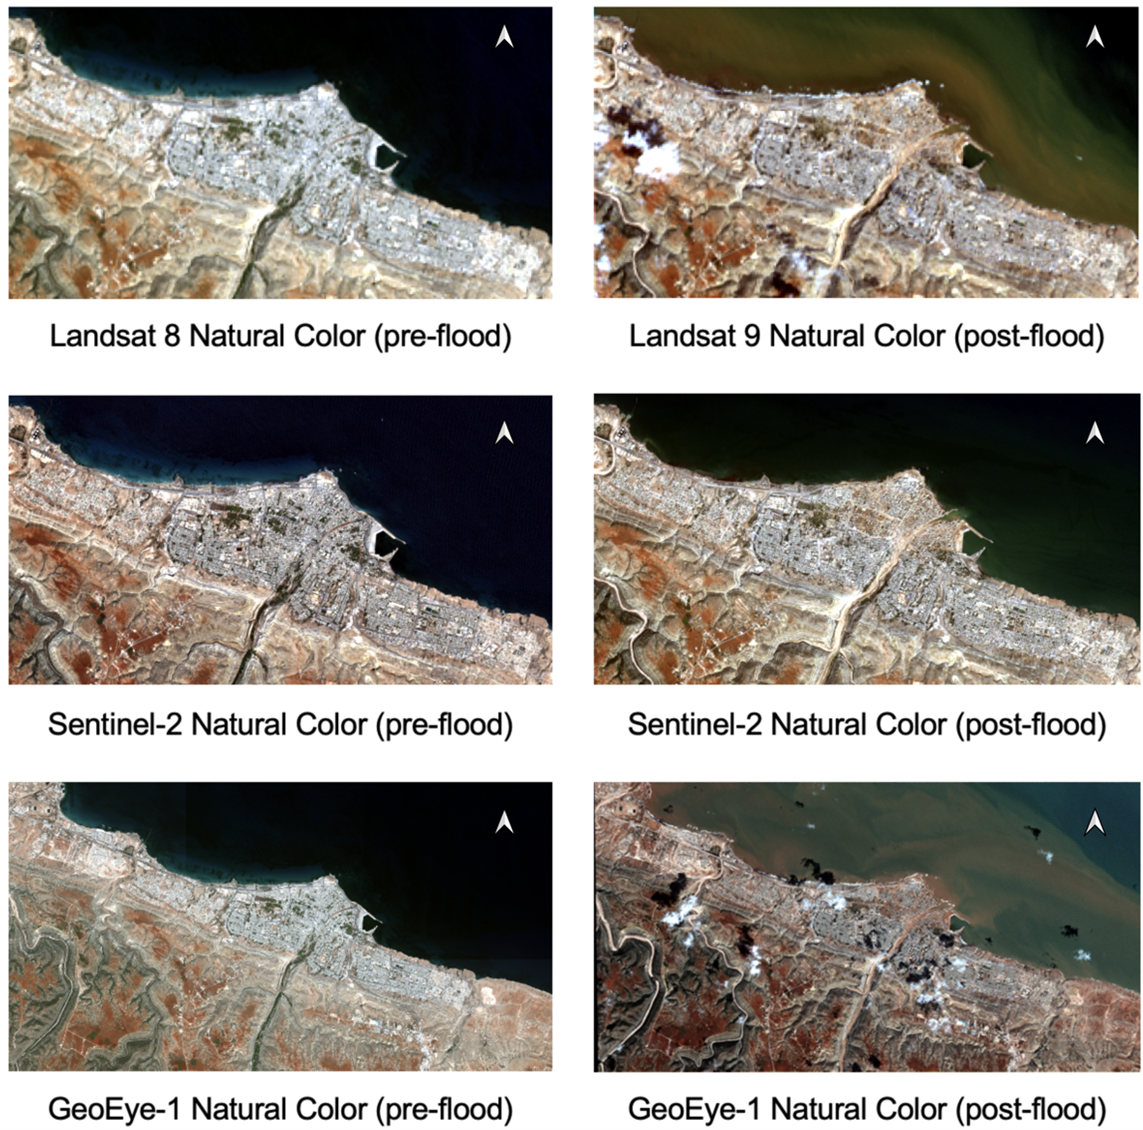 Landsat 8 Natural Color (pre-flood)
Landsat 9 Natural Color (post-flood)
Sentinel-2 Natural Color (pre-flood)
Sentinel-2 Natural Color (post-flood)
GeoEye-1 Natural Color (pre-flood)
GeoEye-1 Natural Color (post-flood)